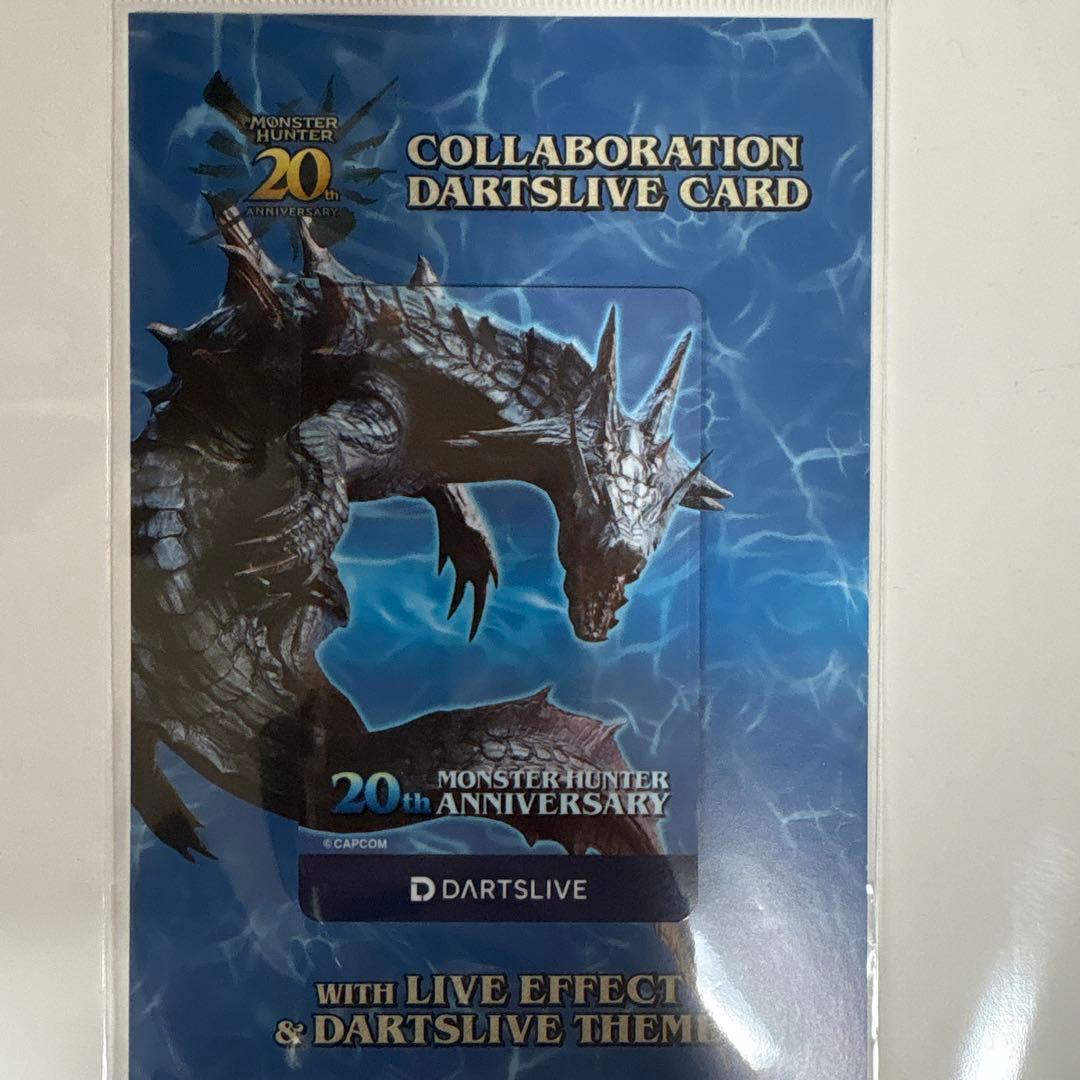 MONSTER
HUNTER
20th
ANNIVERSARY
COLLABORATION
DARTSLIVE CARD
20th MONSTER HUNTER
ANNIVERSARY
©CAPCOM
DARTSLIVE
WITH LIVE EFFECT
& DARTSLIVE THEME